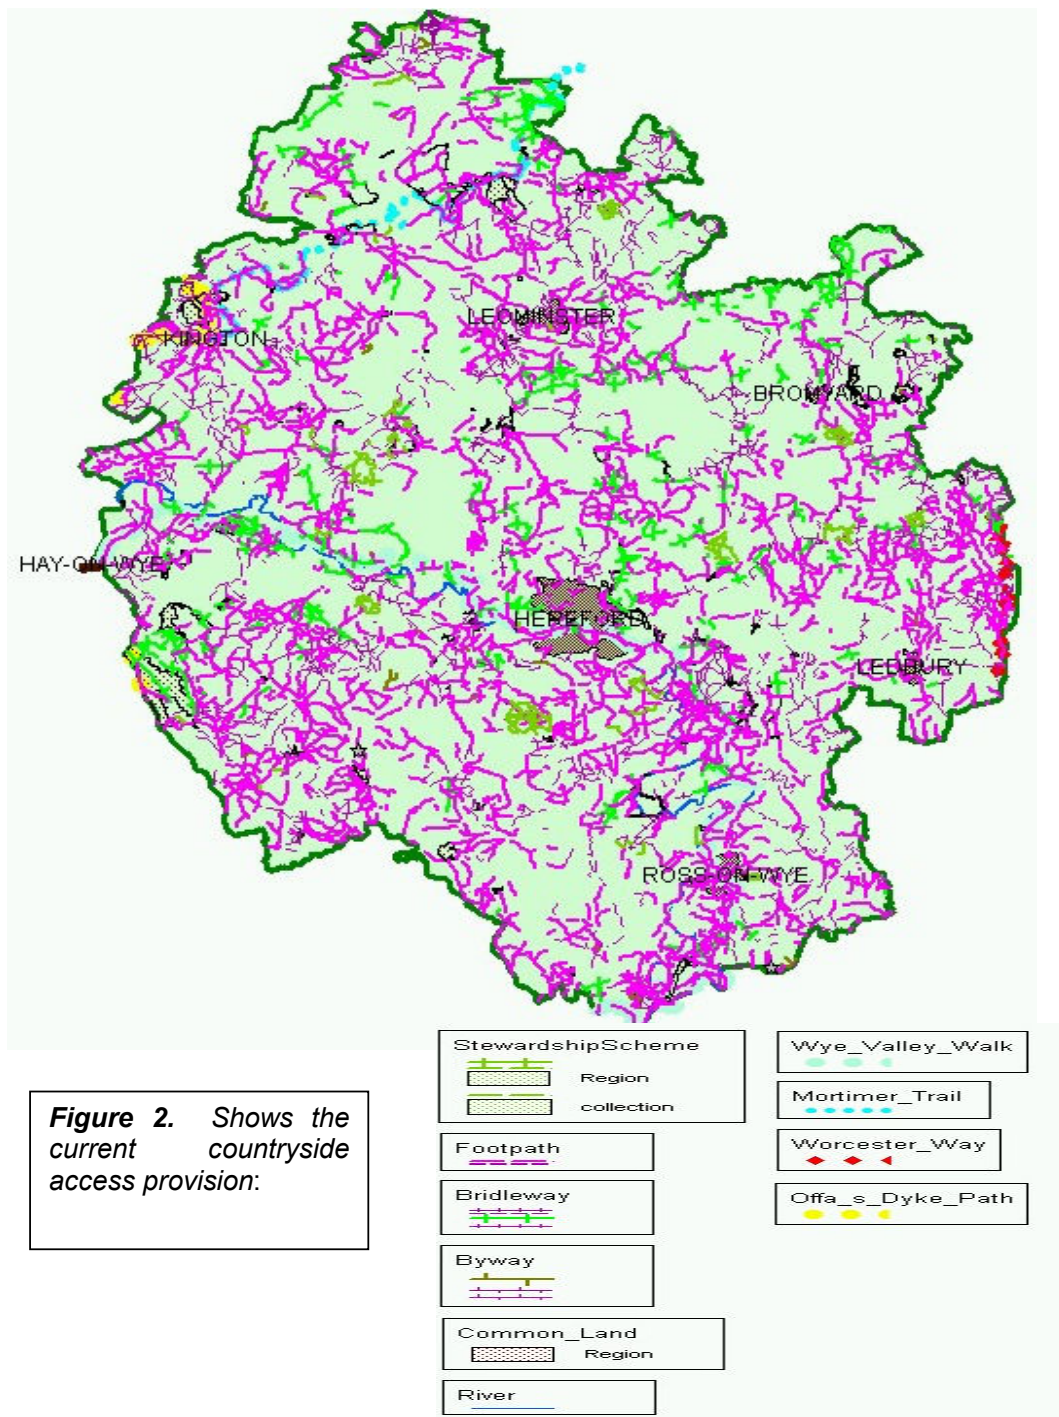 LEOMINSTER
KINGTON
BROMYARD
HAY-ON-WYE
HEREFORD
LEDBURY
ROSS-ON-WYE
Figure 2. Shows the
current countryside
access provision:
StewardshipScheme
Region
collection
Footpath
Bridleway
Byway
Common_Land
Region
River
Wye_Valley_Walk
Mortimer_Trail
Worcester_Way
Offa_s_Dyke_Path